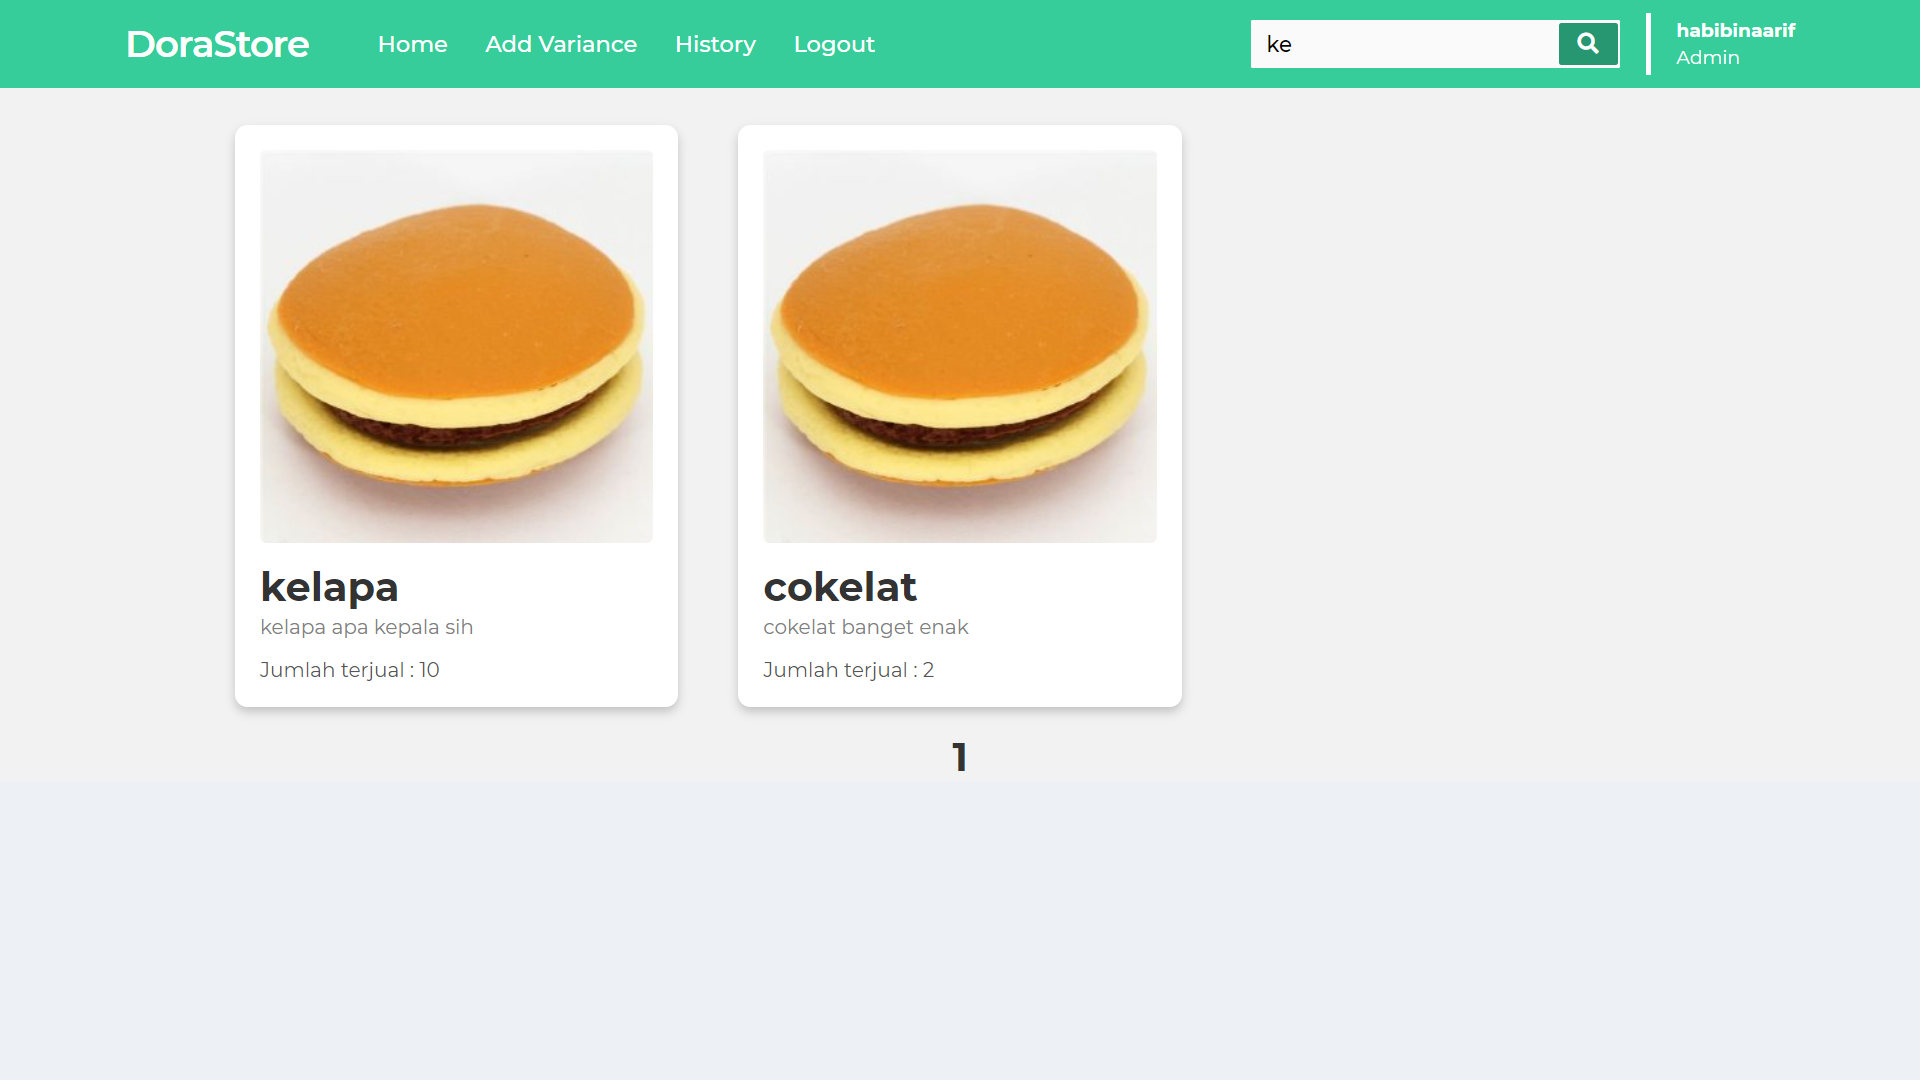 DoraStore Home Add Variance History Logout ke habibinaarif
Admin
kelapa
kelapa apa kepala sih
Jumlah terjual : 10
cokelat
cokelat banget enak
Jumlah terjual : 2
1